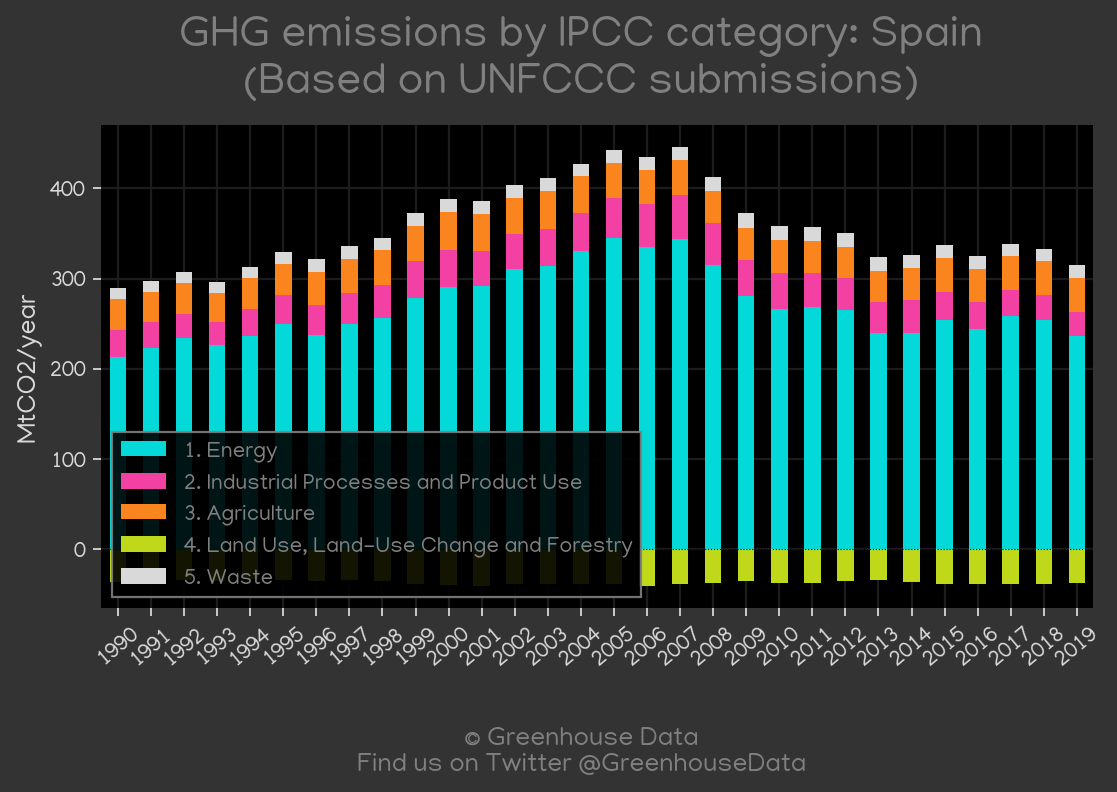 GHG emissions by IPCC category: Spain
(Based on UNFCCC submissions)
MtCO2/year
400
300
200
100
0
1. Energy
2. Industrial Processes and Product Use
3. Agriculture
4. Land Use, Land-Use Change and Forestry
5. Waste
1990 1991 1992 1993 1994 1995 1996 1997 1998 1999 2000 2001 2002 2003 2004 2005 2006 2007 2008 2009 2010 2011 2012 2013 2014 2015 2016 2017 2018 2019
© Greenhouse Data
Find us on Twitter @GreenhouseData